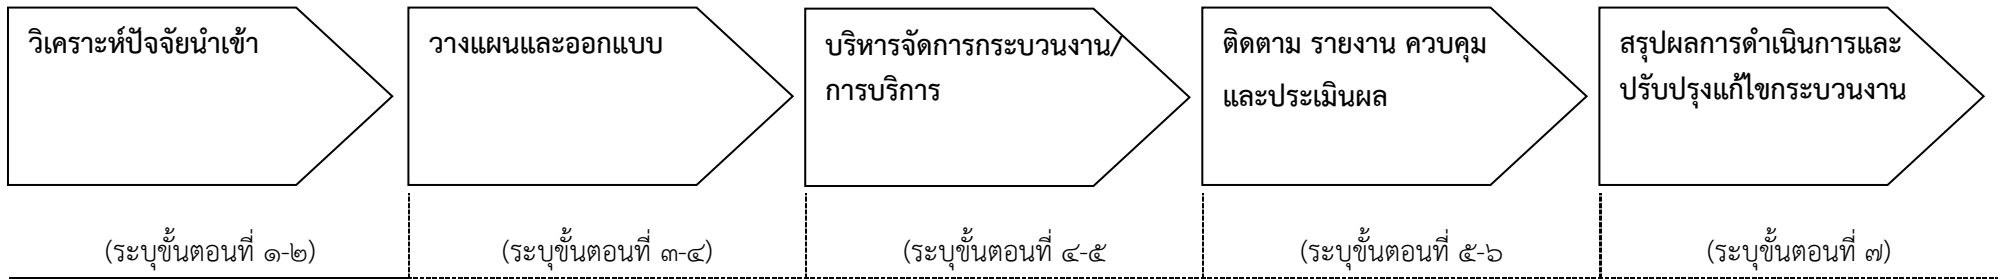 วิเคราะห์ปัจจัยนำเข้า
วางแผนและออกแบบ
บริหารจัดการกระบวนงาน/
การบริการ
ติดตาม รายงาน ควบคุม
และประเมินผล
สรุปผลการดำเนินการและ
ปรับปรุงแก้ไขกระบวนงาน
(ระบุขั้นตอนที่ ๑-๒)
(ระบุขั้นตอนที่ ๓-๔)
(ระบุขั้นตอนที่ ๔-๕
(ระบุขั้นตอนที่ ๕-๖
(ระบุขั้นตอนที่ ๗)